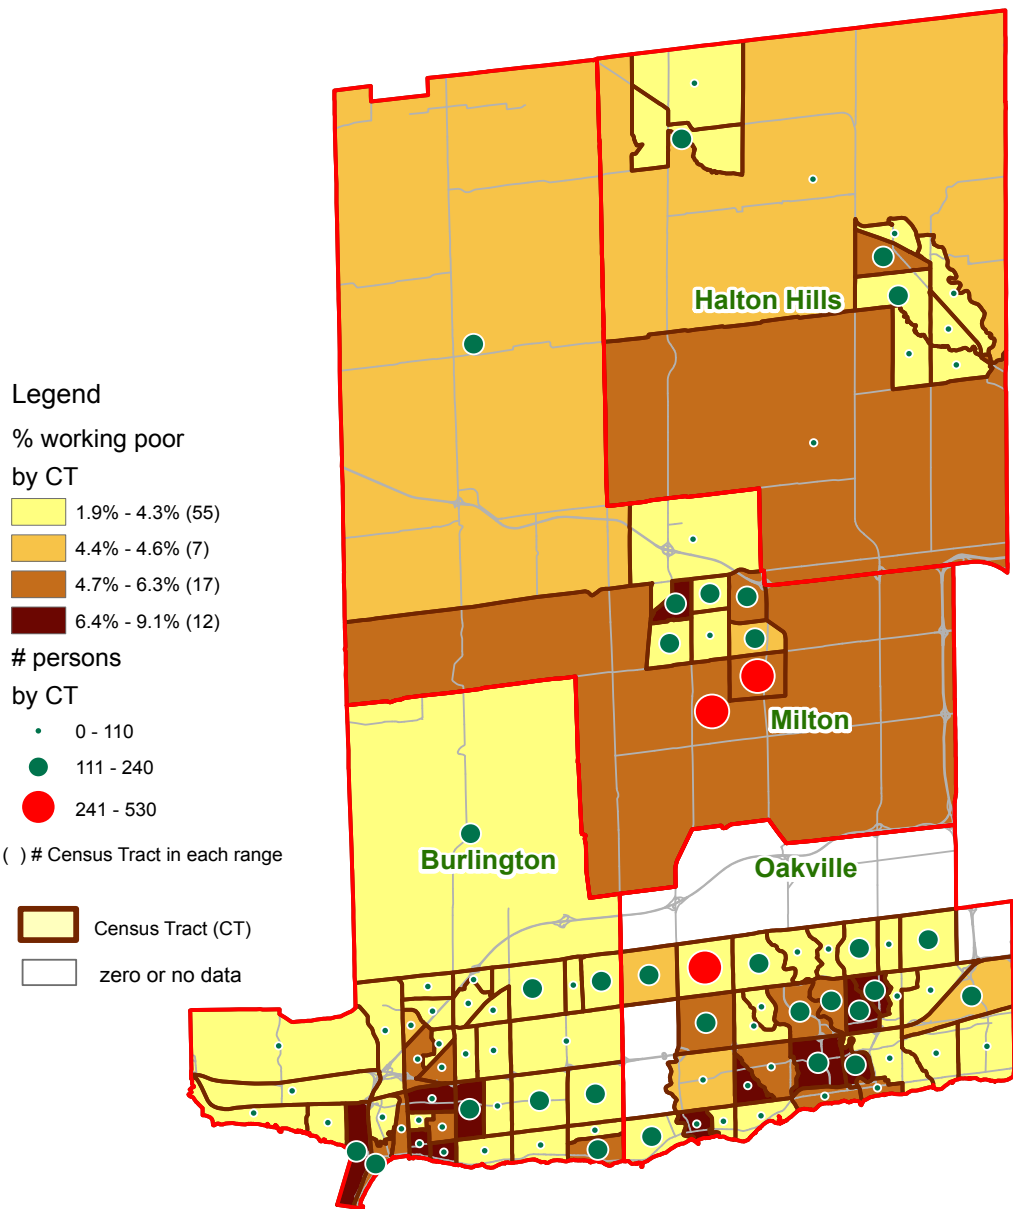 Halton Hills
Legend
% working poor
by CT
1.9% - 4.3% (55)
4.4% - 4.6% (7)
4.7% - 6.3% (17)
6.4% - 9.1% (12)
# persons
by CT
0 - 110
111 - 240
241 - 530
( ) # Census Tract in each range
Census Tract (CT)
zero or no data
Milton
Burlington
Oakville